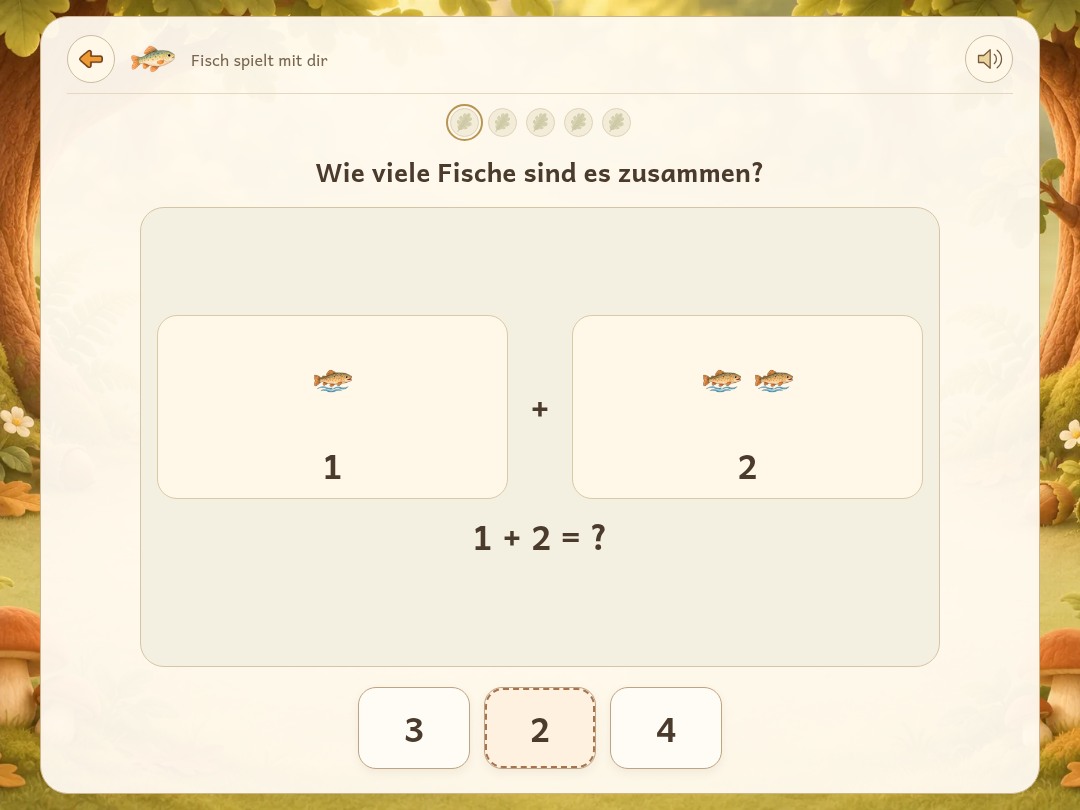 Fisch spielt mit dir
Wie viele Fische sind es zusammen?
1
+
2
1 + 2 = ?
3
2
4